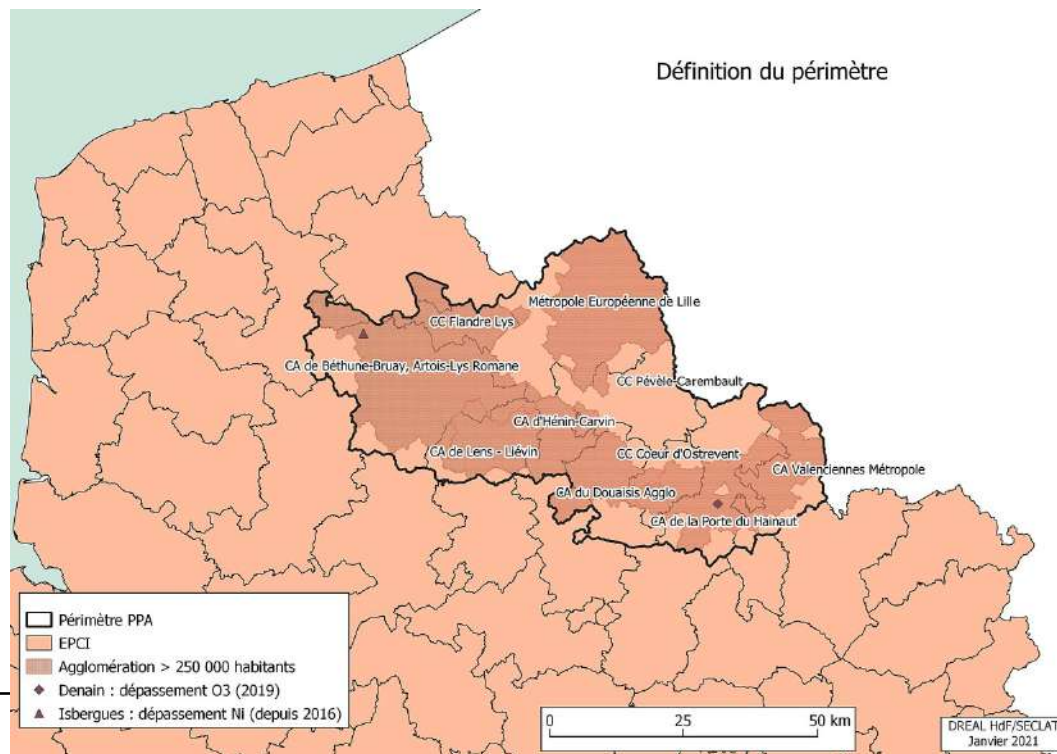 Définition du périmètre
Métropole Européenne de Lille
CC Flandre Lys
CA de Béthune-Bruay, Artois-Lys Romane
CC Pévèle-Carembault
CA d'Hénin-Carvin
CA de Lens - Liévin
CC Coeur d'Ostrevent
CA Valenciennes Métropole
CA du Douaisis Agglo
CA de la Porte du Hainaut
Périmètre PPA
EPCI
Agglomération > 250 000 habitants
Denain : dépassement O3 (2019)
Isbergues : dépassement Ni (depuis 2016)
0 25 50 km
DREAL HdF/SECLAT
Janvier 2021